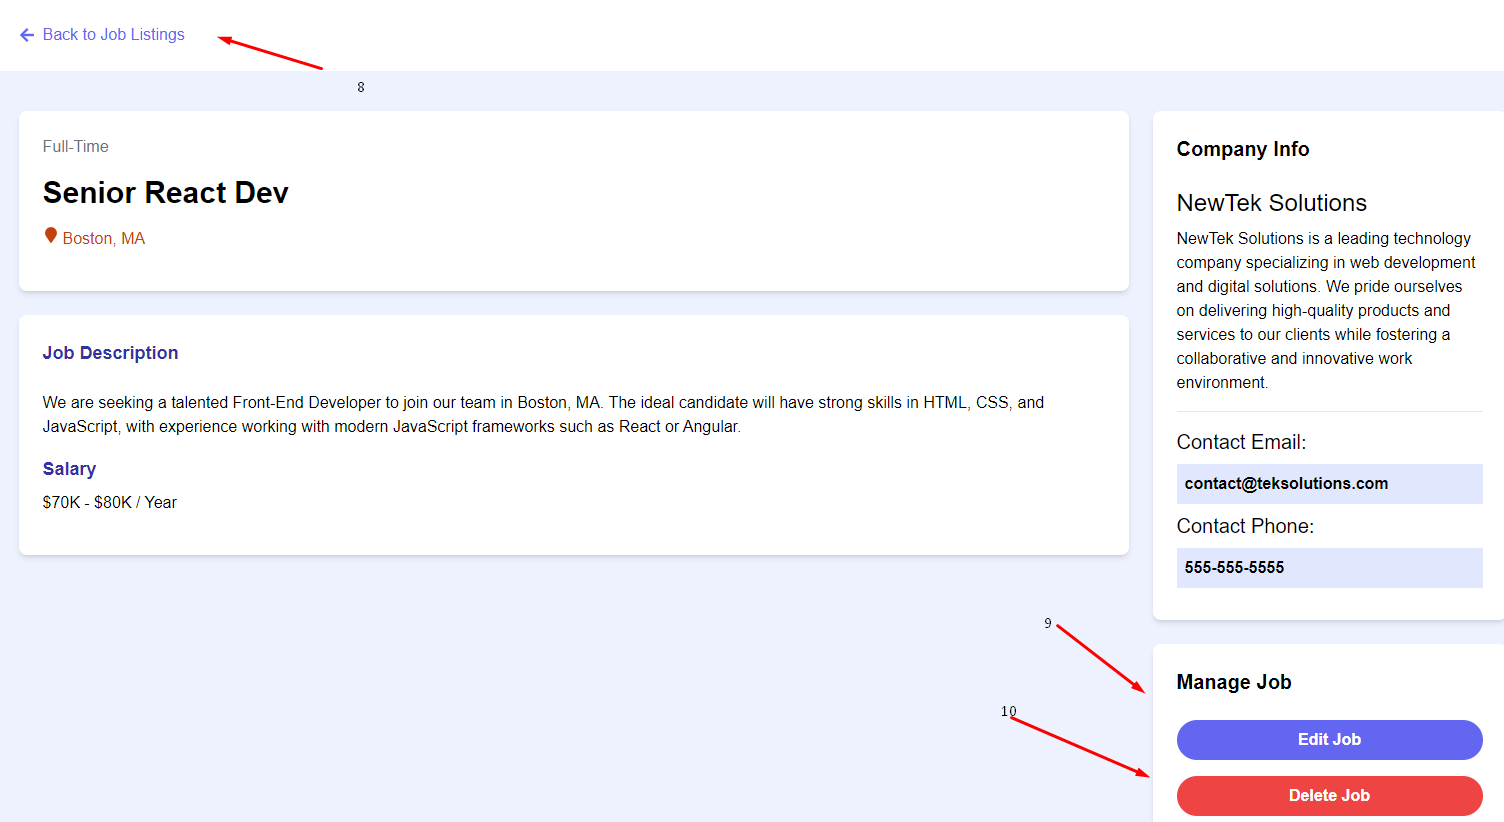 Back to Job Listings
8
Full-Time
Senior React Dev
Boston, MA
Job Description
We are seeking a talented Front-End Developer to join our team in Boston, MA. The ideal candidate will have strong skills in HTML, CSS, and
JavaScript, with experience working with modern JavaScript frameworks such as React or Angular.
Salary
$70K - $80K / Year
Company Info
NewTek Solutions
NewTek Solutions is a leading technology
company specializing in web development
and digital solutions. We pride ourselves
on delivering high-quality products and
services to our clients while fostering a
collaborative and innovative work
environment.
Contact Email:
contact@teksolutions.com
Contact Phone:
555-555-5555
9
Manage Job
10
Edit Job
Delete Job